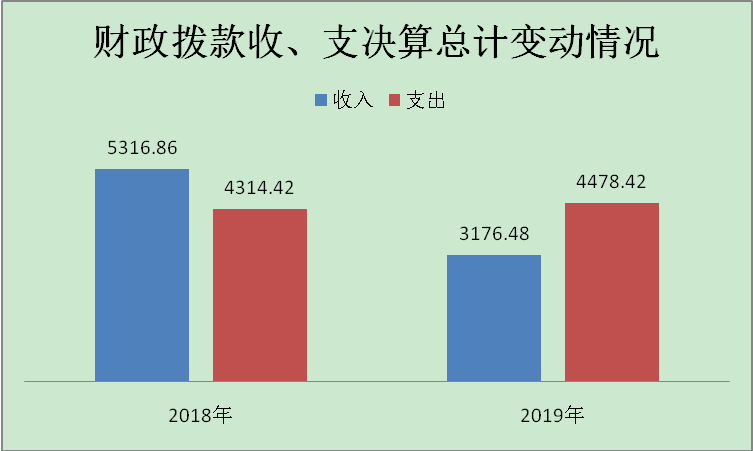 财政拨款收、支决算总计变动情况
收入 支出
5316.86
4314.42
3176.48
4478.42
2018年 2019年